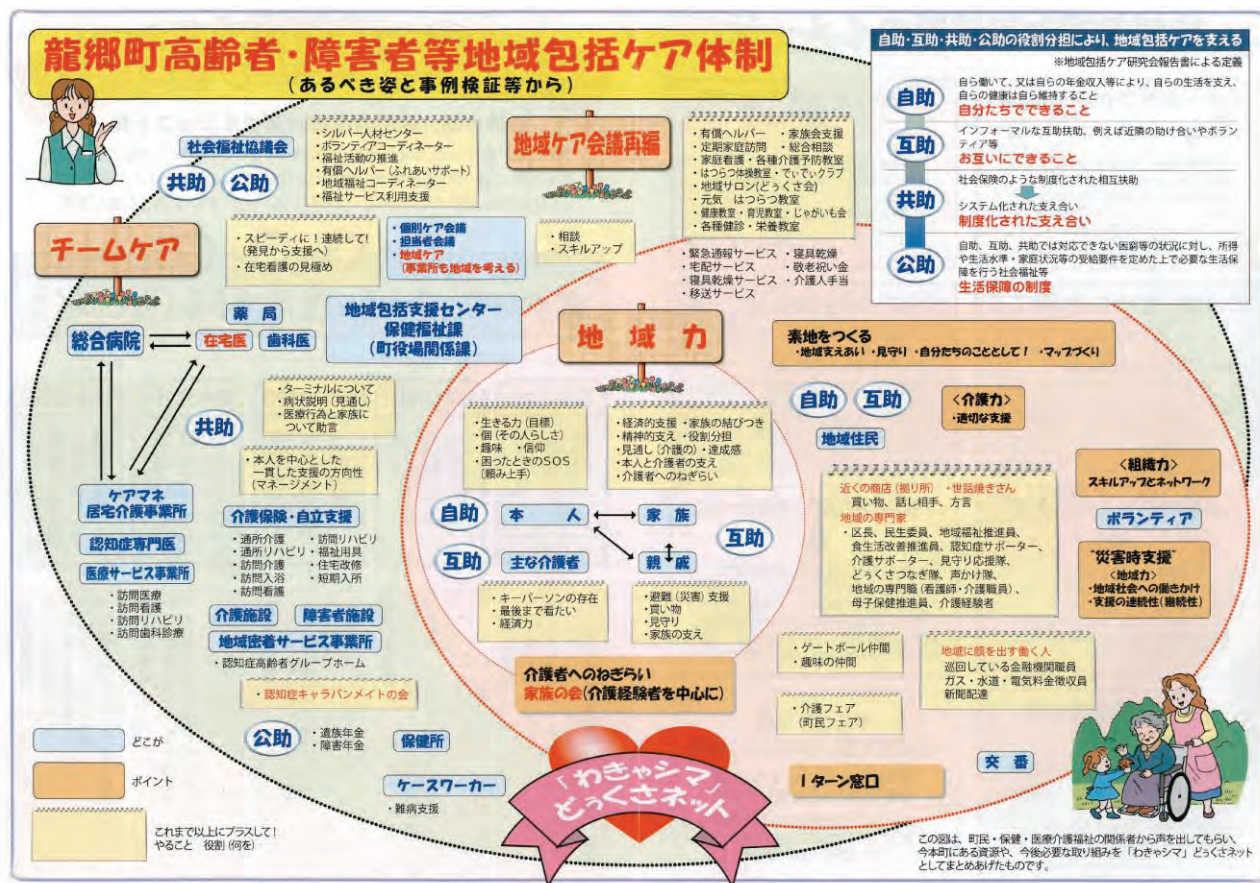 龍郷町高齢者・障害者等地域包括ケア体制
(あるべき姿と事例検証等から)
自助・互助・共助・公助の役割分担により、地域包括ケアを支える
※地域包括ケア研究会報告書による定義
自助
自ら働いて、又は自らの年金収入等により、自らの生活を支え、
自らの健康は自ら維持すること
自分たちでできること
互助
インフォーマルな互助扶助、例えば近隣の助け合いやボラン
ティア等
お互いにできること
共助
社会保険のような制度化された相互扶助
システム化された支え合い
制度化された支え合い
公助
自助、互助、共助では対応できない困窮等の状況に対し、所得
や生活水準・家庭状況等の受給要件を定めた上で必要な生活保
障を行う社会福祉等
生活保障の制度
社会福祉協議会
共助 公助
・シルバー人材センター
・ボランティアコーディネーター
・福祉活動の推進
・有償ヘルパー(ふれあいサポート)
・地域福祉コーディネーター
・福祉サービス利用支援
地域ケア会議再編
・有償ヘルパー ・家族会支援
・定期家庭訪問 ・総合相談
・家庭看護・各種介護予防教室
・はつらつ体操教室・でぃでぃクラブ
・地域サロン(どぅくさ会)
・元気 はつらつ教室
・健康教室・育児教室・じゃがいも会
・各種健診・栄養教室
チームケア
・スピーディに!連続して!
(発見から支援へ)
・在宅看護の見極め
・個別ケア会議
・担当者会議
・地域ケア
(事業所も地域を考える)
・相談
・スキルアップ
・緊急通報サービス ・寝具乾燥
・宅配サービス ・敬老祝い金
・寝具乾燥サービス ・介護人手当
・移送サービス
薬局
総合病院
在宅医
歯科医
地域包括支援センター
保健福祉課
(町役場関係課)
地域力
素地をつくる
・地域支えあい ・見守り ・自分たちのこととして! ・マップづくり
共助
・ターミナルについて
・病状説明(見通し)
・医療行為と家族に
ついて助言
・本人を中心とした
一貫した支援の方向性
(マネージメント)
・生きる力(目標)
・個(その人らしさ)
・趣味 ・信仰
・困ったときのSOS
(頼み上手)
・経済的支援 ・家族の結びつき
・精神的支え ・役割分担
・見通し(介護の) ・達成感
・本人と介護者の支え
・介護者へのねぎらい
自助 互助
地域住民
<介護力>
・適切な支援
近くの商店(拠り所) ・世話焼きさん
買い物、話し相手、方言
地域の専門家
・区長、民生委員、地域福祉推進員、
食生活改善推進員、認知症サポーター、
介護サポーター、見守り応援隊、
どぅくさつなぎ隊、声かけ隊、
地域の専門職(看護師・介護職員)、
母子保健推進員、介護経験者
<組織力>
スキルアップとネットワーク
ボランティア
"災害時支援"
<地域力>
・地域社会への働きかけ
・支援の連続性(継続性)
ケアマネ
居宅介護事業所
認知症専門医
医療サービス事業所
・訪問医療
・訪問看護
・訪問リハビリ
・訪問歯科診療
介護保険・自立支援
・通所介護 ・訪問リハビリ
・通所リハビリ ・福祉用具
・訪問介護 ・住宅改修
・訪問入浴 ・短期入所
・訪問看護
介護施設
障害者施設
地域密着サービス事業所
・認知症高齢者グループホーム
・認知症キャラバンメイトの会
自助
本人
家族
互助
互助
主な介護者
親戚
・キーパーソンの存在
・最後まで看たい
・経済力
・避難(災害)支援
・買い物
・見守り
・家族の支え
介護者へのねぎらい
家族の会(介護経験者を中心に)
・ゲートボール仲間
・趣味の仲間
地域に顔を出す働く人
巡回している金融機関職員
ガス・水道・電気料金徴収員
新聞配達
・介護フェア
(町民フェア)
公助
・遺族年金
・障害年金
保健所
ケースワーカー
・難病支援
「わきゃシマ」
どぅくさネット
Iターン窓口
交番
どこが
ポイント
これまで以上にプラスして!
やること 役割(何を)
この図は、町民・保健・医療介護福祉の関係者から声を出してもらい、
今本町にある資源や、今後必要な取り組みを「わきゃシマ」どぅくさネット
としてまとめあげたものです。